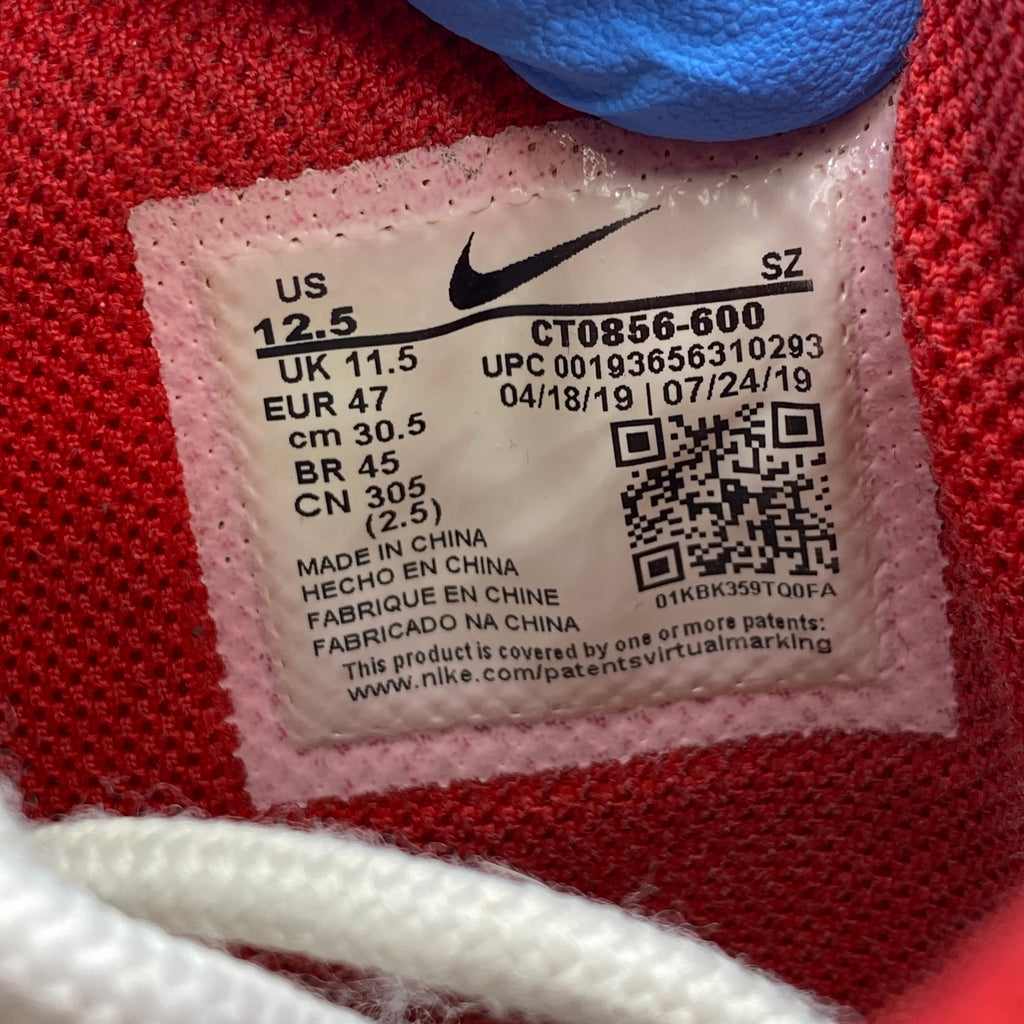 US
SZ
12.5
CT0856-600
UK 11.5
UPC 00193656310293
EUR 47
04/18/19 | 07/24/19
cm 30.5
BR 45
CN 305
(2.5)
MADE IN CHINA
HECHO EN CHINA
FABRIQUE EN CHINE
FABRICADO NA CHINA
01KBK359TQ0FA
This product is covered by one or more patents:
www.nike.com/patentsvirtualmarking